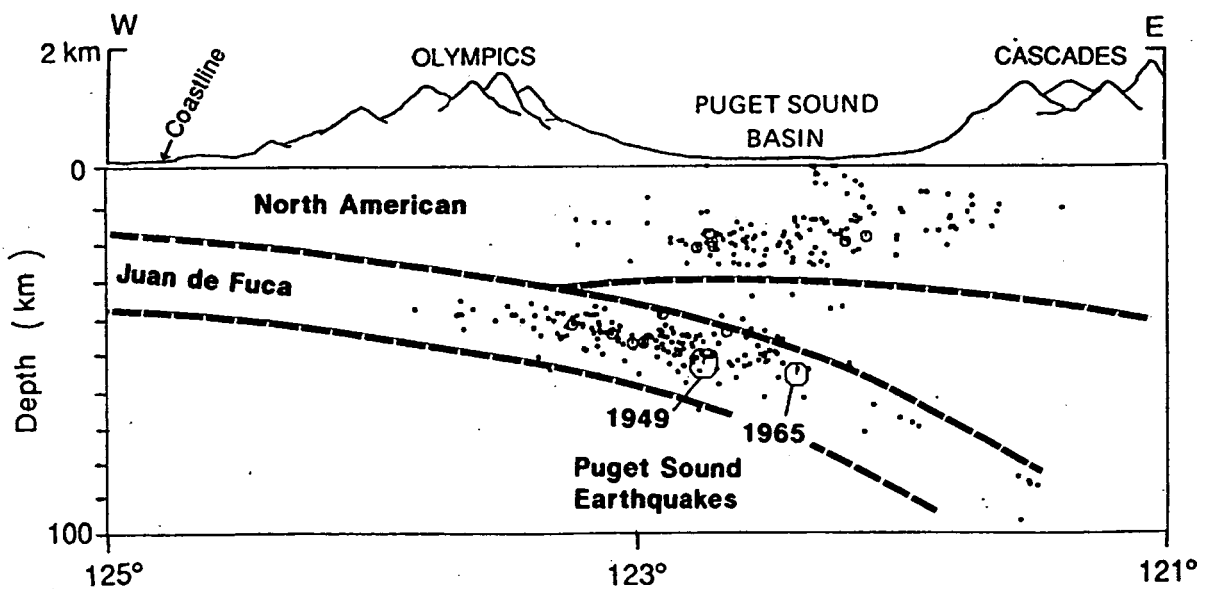 W
E
2 km
OLYMPICS
CASCADES
Coastline
PUGET SOUND
BASIN
0
North American
Juan de Fuca
Depth ( km )
1949
1965
Puget Sound
Earthquakes
100
125°
123°
121°